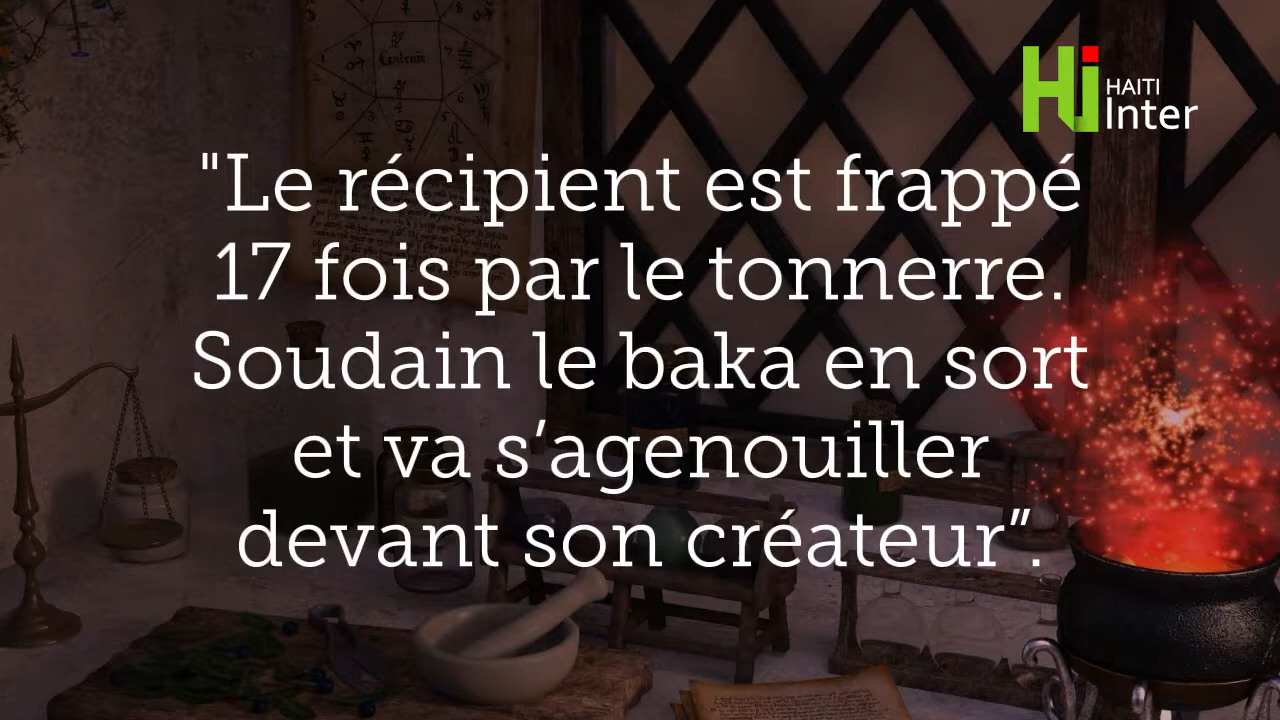 HAITI
Inter
"Le récipient est frappé
17 fois par le tonnerre.
Soudain le baka en sort
et va s’agenouiller
devant son créateur”.